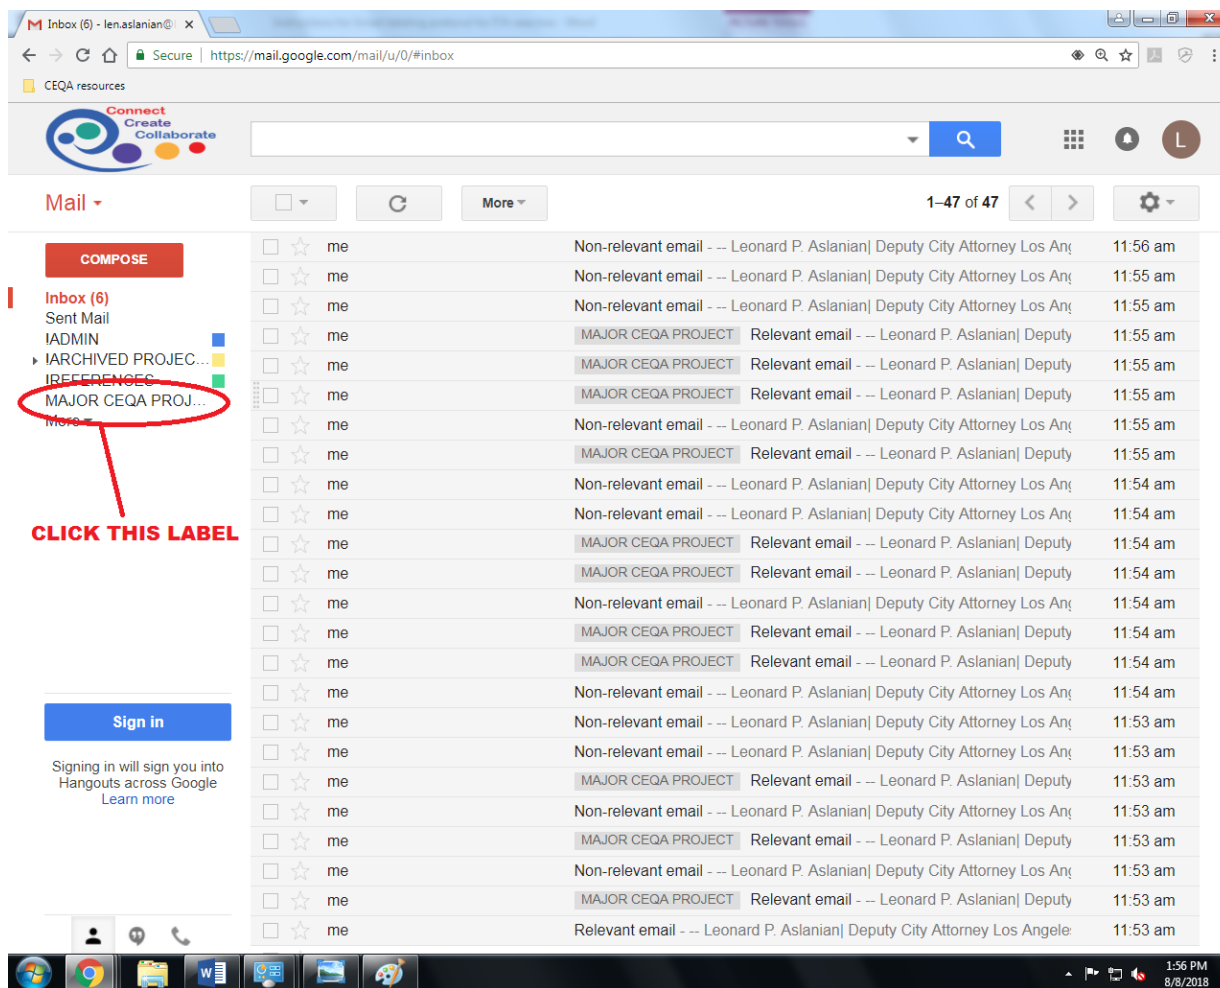 Inbox (6) - len.aslanian@
Secure | https://mail.google.com/mail/u/0/#inbox
CEQA resources
Connect
Create
Collaborate
L
Mail
More
1–47 of 47
COMPOSE
Inbox (6)
Sent Mail
!ADMIN
!ARCHIVED PROJEC...
!REFERENCES
MAJOR CEQA PROJ...
More
CLICK THIS LABEL
me Non-relevant email - -- Leonard P. Aslanian| Deputy City Attorney Los Ang 11:56 am
me Non-relevant email - -- Leonard P. Aslanian| Deputy City Attorney Los Ang 11:55 am
me Non-relevant email - -- Leonard P. Aslanian| Deputy City Attorney Los Ang 11:55 am
me MAJOR CEQA PROJECT Relevant email - -- Leonard P. Aslanian| Deputy 11:55 am
me MAJOR CEQA PROJECT Relevant email - -- Leonard P. Aslanian| Deputy 11:55 am
me MAJOR CEQA PROJECT Relevant email - -- Leonard P. Aslanian| Deputy 11:55 am
me Non-relevant email - -- Leonard P. Aslanian| Deputy City Attorney Los Ang 11:55 am
me MAJOR CEQA PROJECT Relevant email - -- Leonard P. Aslanian| Deputy 11:55 am
me Non-relevant email - -- Leonard P. Aslanian| Deputy City Attorney Los Ang 11:54 am
me Non-relevant email - -- Leonard P. Aslanian| Deputy City Attorney Los Ang 11:54 am
me MAJOR CEQA PROJECT Relevant email - -- Leonard P. Aslanian| Deputy 11:54 am
me MAJOR CEQA PROJECT Relevant email - -- Leonard P. Aslanian| Deputy 11:54 am
me Non-relevant email - -- Leonard P. Aslanian| Deputy City Attorney Los Ang 11:54 am
me MAJOR CEQA PROJECT Relevant email - -- Leonard P. Aslanian| Deputy 11:54 am
me MAJOR CEQA PROJECT Relevant email - -- Leonard P. Aslanian| Deputy 11:54 am
me Non-relevant email - -- Leonard P. Aslanian| Deputy City Attorney Los Ang 11:54 am
me Non-relevant email - -- Leonard P. Aslanian| Deputy City Attorney Los Ang 11:53 am
me Non-relevant email - -- Leonard P. Aslanian| Deputy City Attorney Los Ang 11:53 am
me MAJOR CEQA PROJECT Relevant email - -- Leonard P. Aslanian| Deputy 11:53 am
me Non-relevant email - -- Leonard P. Aslanian| Deputy City Attorney Los Ang 11:53 am
me MAJOR CEQA PROJECT Relevant email - -- Leonard P. Aslanian| Deputy 11:53 am
me Non-relevant email - -- Leonard P. Aslanian| Deputy City Attorney Los Ang 11:53 am
me MAJOR CEQA PROJECT Relevant email - -- Leonard P. Aslanian| Deputy 11:53 am
me Relevant email - -- Leonard P. Aslanian| Deputy City Attorney Los Angele 11:53 am
Sign in
Signing in will sign you into
Hangouts across Google
Learn more
1:56 PM
8/8/2018